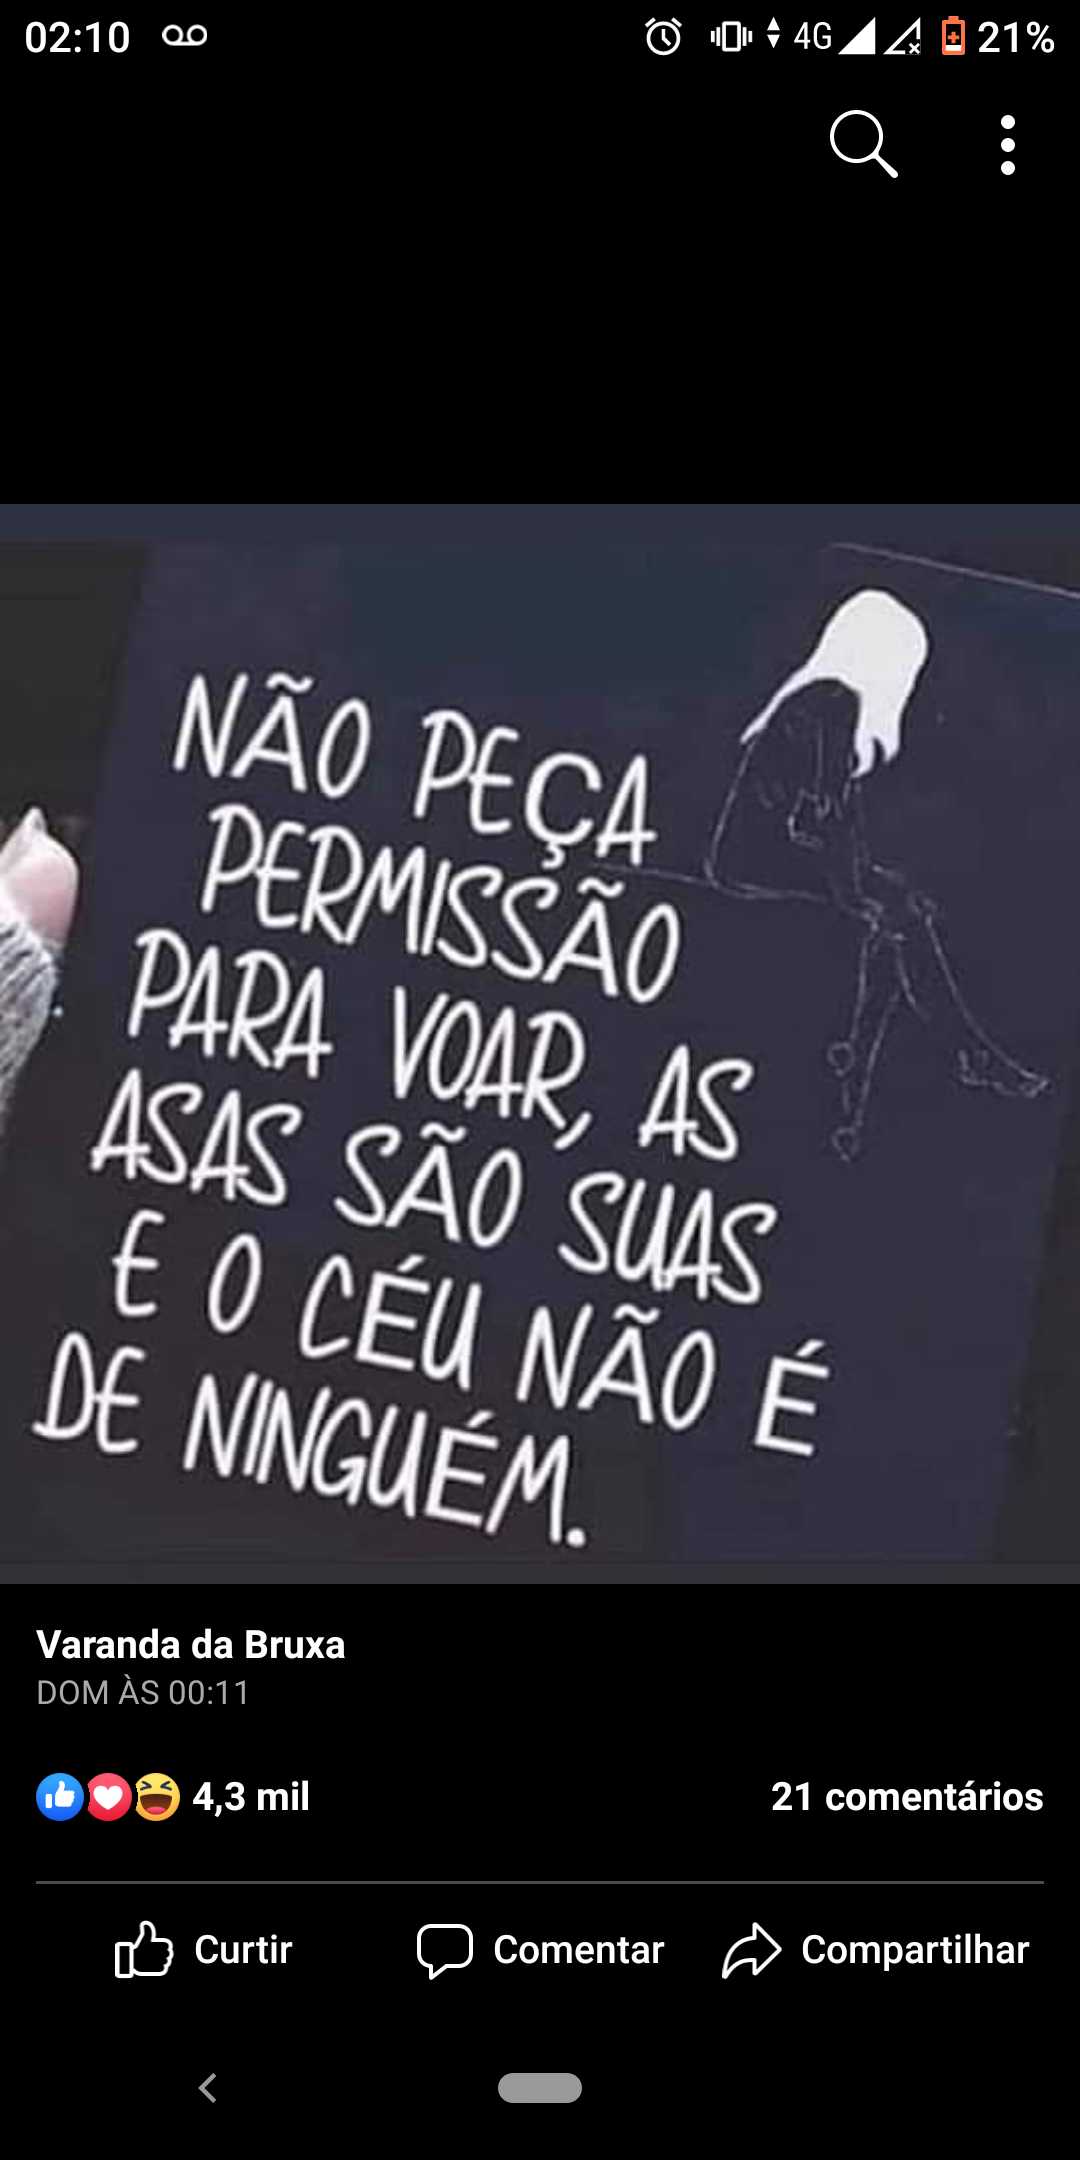 02:10
4G 21%
NÃO PEÇA
PERMISSÃO
PARA VOAR, AS
ASAS SÃO SUAS
E O CÉU NÃO É
DE NINGUÉM.
Varanda da Bruxa
DOM ÀS 00:11
4,3 mil 21 comentários
Curtir Comentar Compartilhar